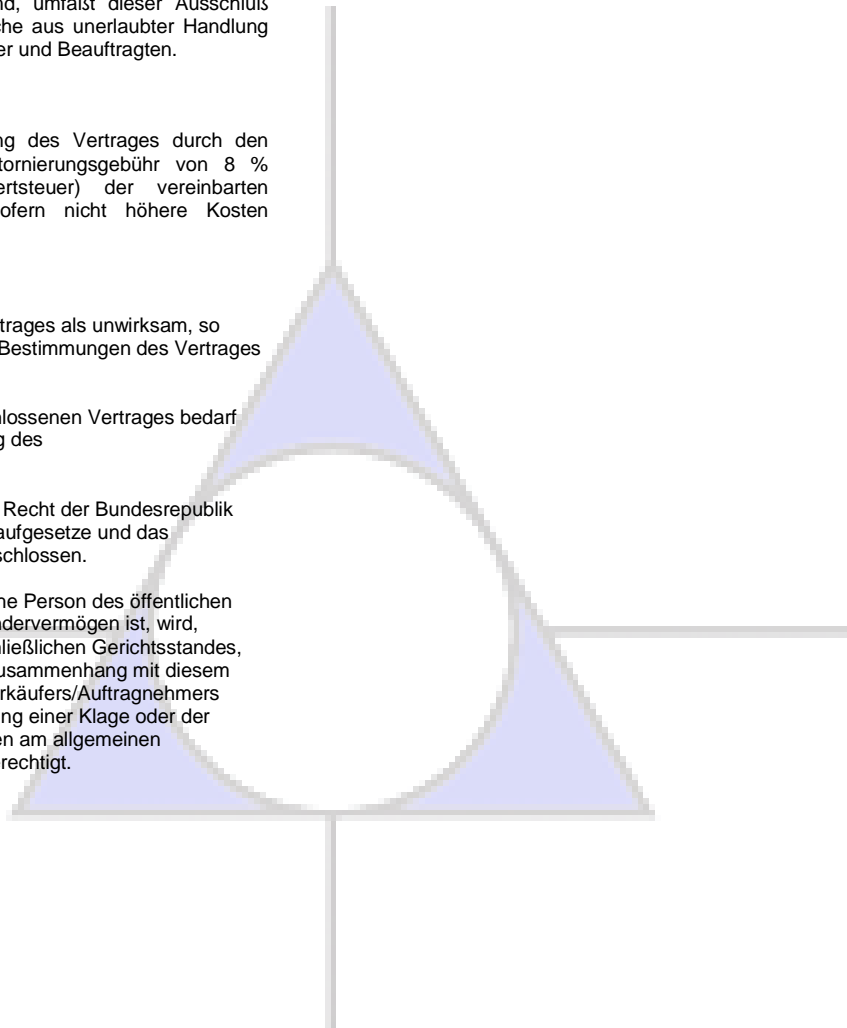 nd, umfaßt dieser Ausschluß
che aus unerlaubter Handlung
er und Beauftragten.
ng des Vertrages durch den
tornierungsgebühr von 8 %
ertsteuer) der vereinbarten
ofern nicht höhere Kosten
trages als unwirksam, so
Bestimmungen des Vertrages
hlossenen Vertrages bedarf
g des
Recht der Bundesrepublik
aufgesetze und das
schlossen.
he Person des öffentlichen
ndervermögen ist, wird,
hließlichen Gerichtsstandes,
usammenhang mit diesem
rkäufers/Auftragnehmers
ng einer Klage oder der
en am allgemeinen
rechtigt.